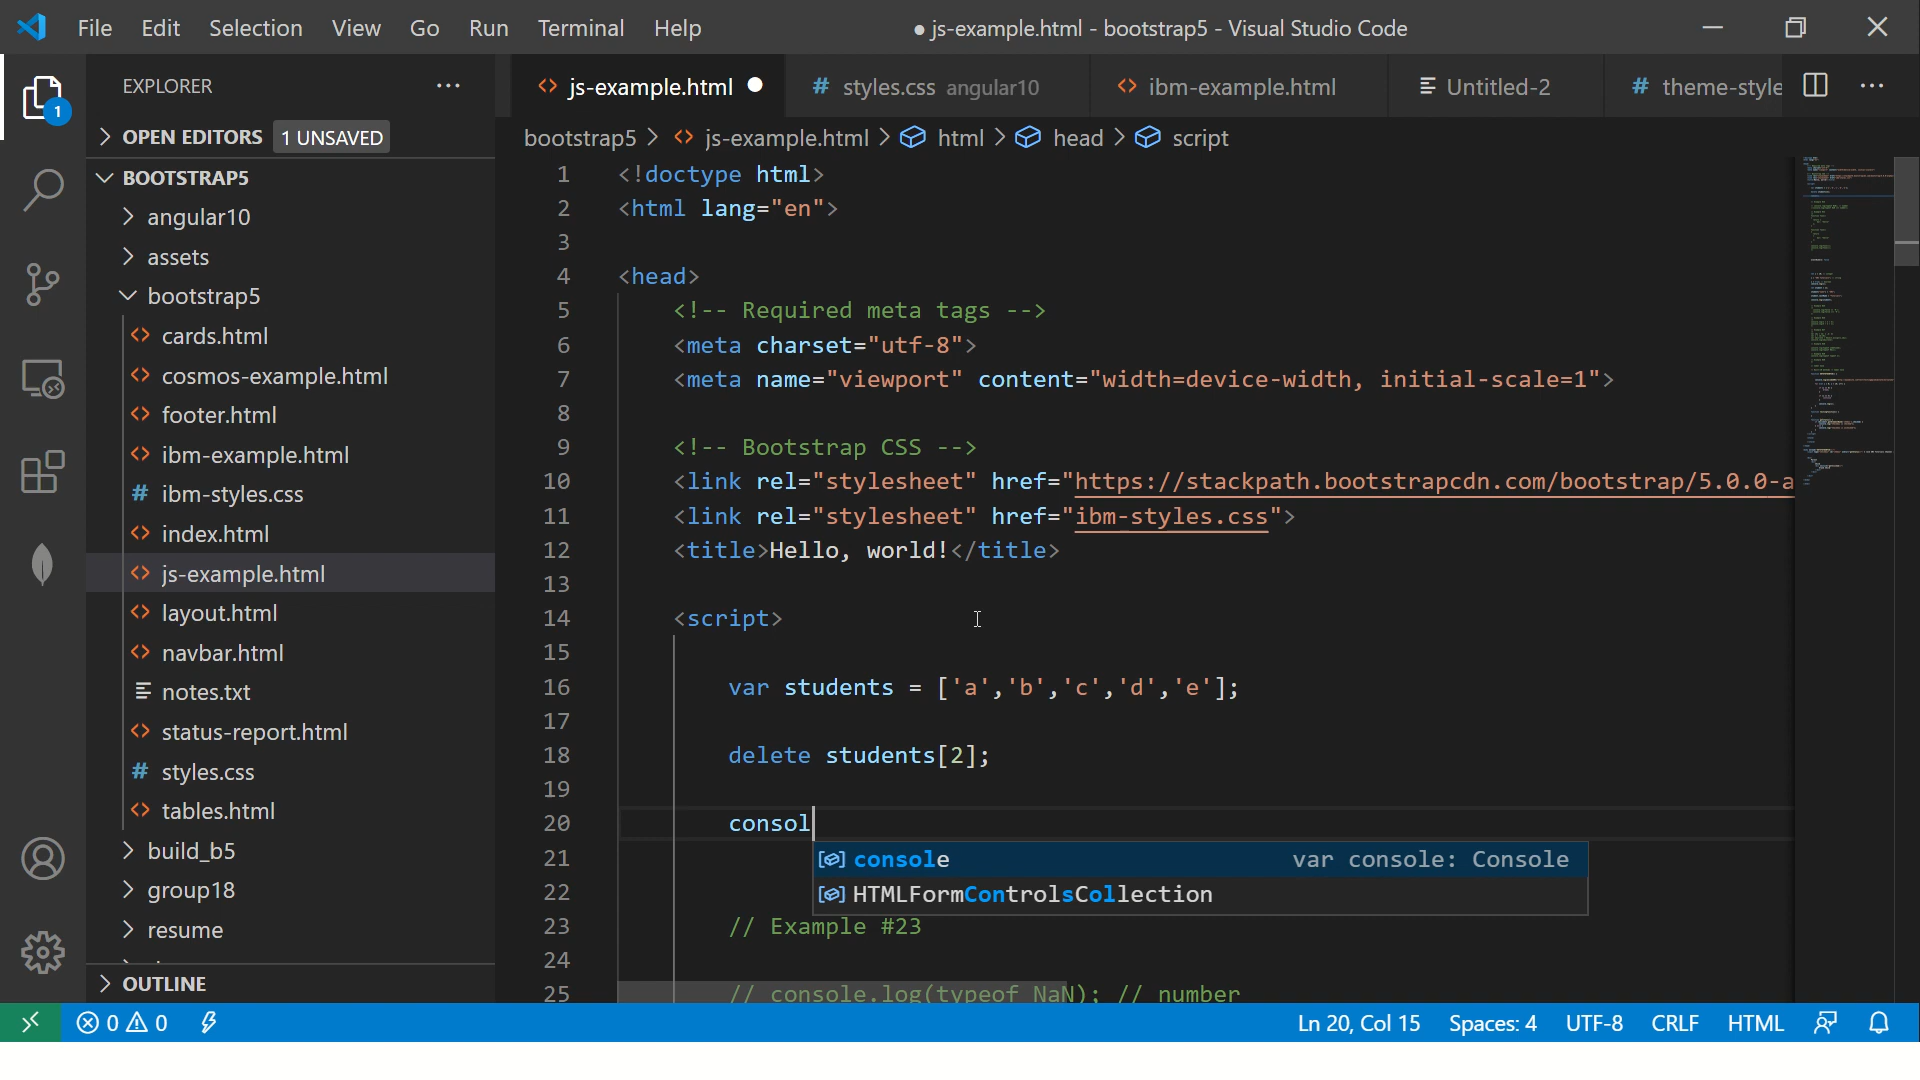 File Edit Selection View Go Run Terminal Help
● js-example.html - bootstrap5 - Visual Studio Code
1
EXPLORER
OPEN EDITORS 1 UNSAVED
BOOTSTRAP5
angular10
assets
bootstrap5
cards.html
cosmos-example.html
footer.html
ibm-example.html
ibm-styles.css
index.html
js-example.html
layout.html
navbar.html
notes.txt
status-report.html
styles.css
tables.html
build_b5
group18
resume
OUTLINE
js-example.html styles.css angular10 ibm-example.html Untitled-2 theme-style
bootstrap5 > js-example.html > html > head > script
1 <!doctype html>
2 <html lang="en">
3
4 <head>
5 <!-- Required meta tags -->
6 <meta charset="utf-8">
7 <meta name="viewport" content="width=device-width, initial-scale=1">
8
9 <!-- Bootstrap CSS -->
10 <link rel="stylesheet" href="https://stackpath.bootstrapcdn.com/bootstrap/5.0.0-a
11 <link rel="stylesheet" href="ibm-styles.css">
12 <title>Hello, world!</title>
13
14 <script>
15
16 var students = ['a','b','c','d','e'];
17
18 delete students[2];
19
20 consol
21 console var console: Console
22 HTMLFormControlsCollection
23 // Example #23
24
25 // console.log(typeof NaN); // number
0 0
Ln 20, Col 15 Spaces: 4 UTF-8 CRLF HTML